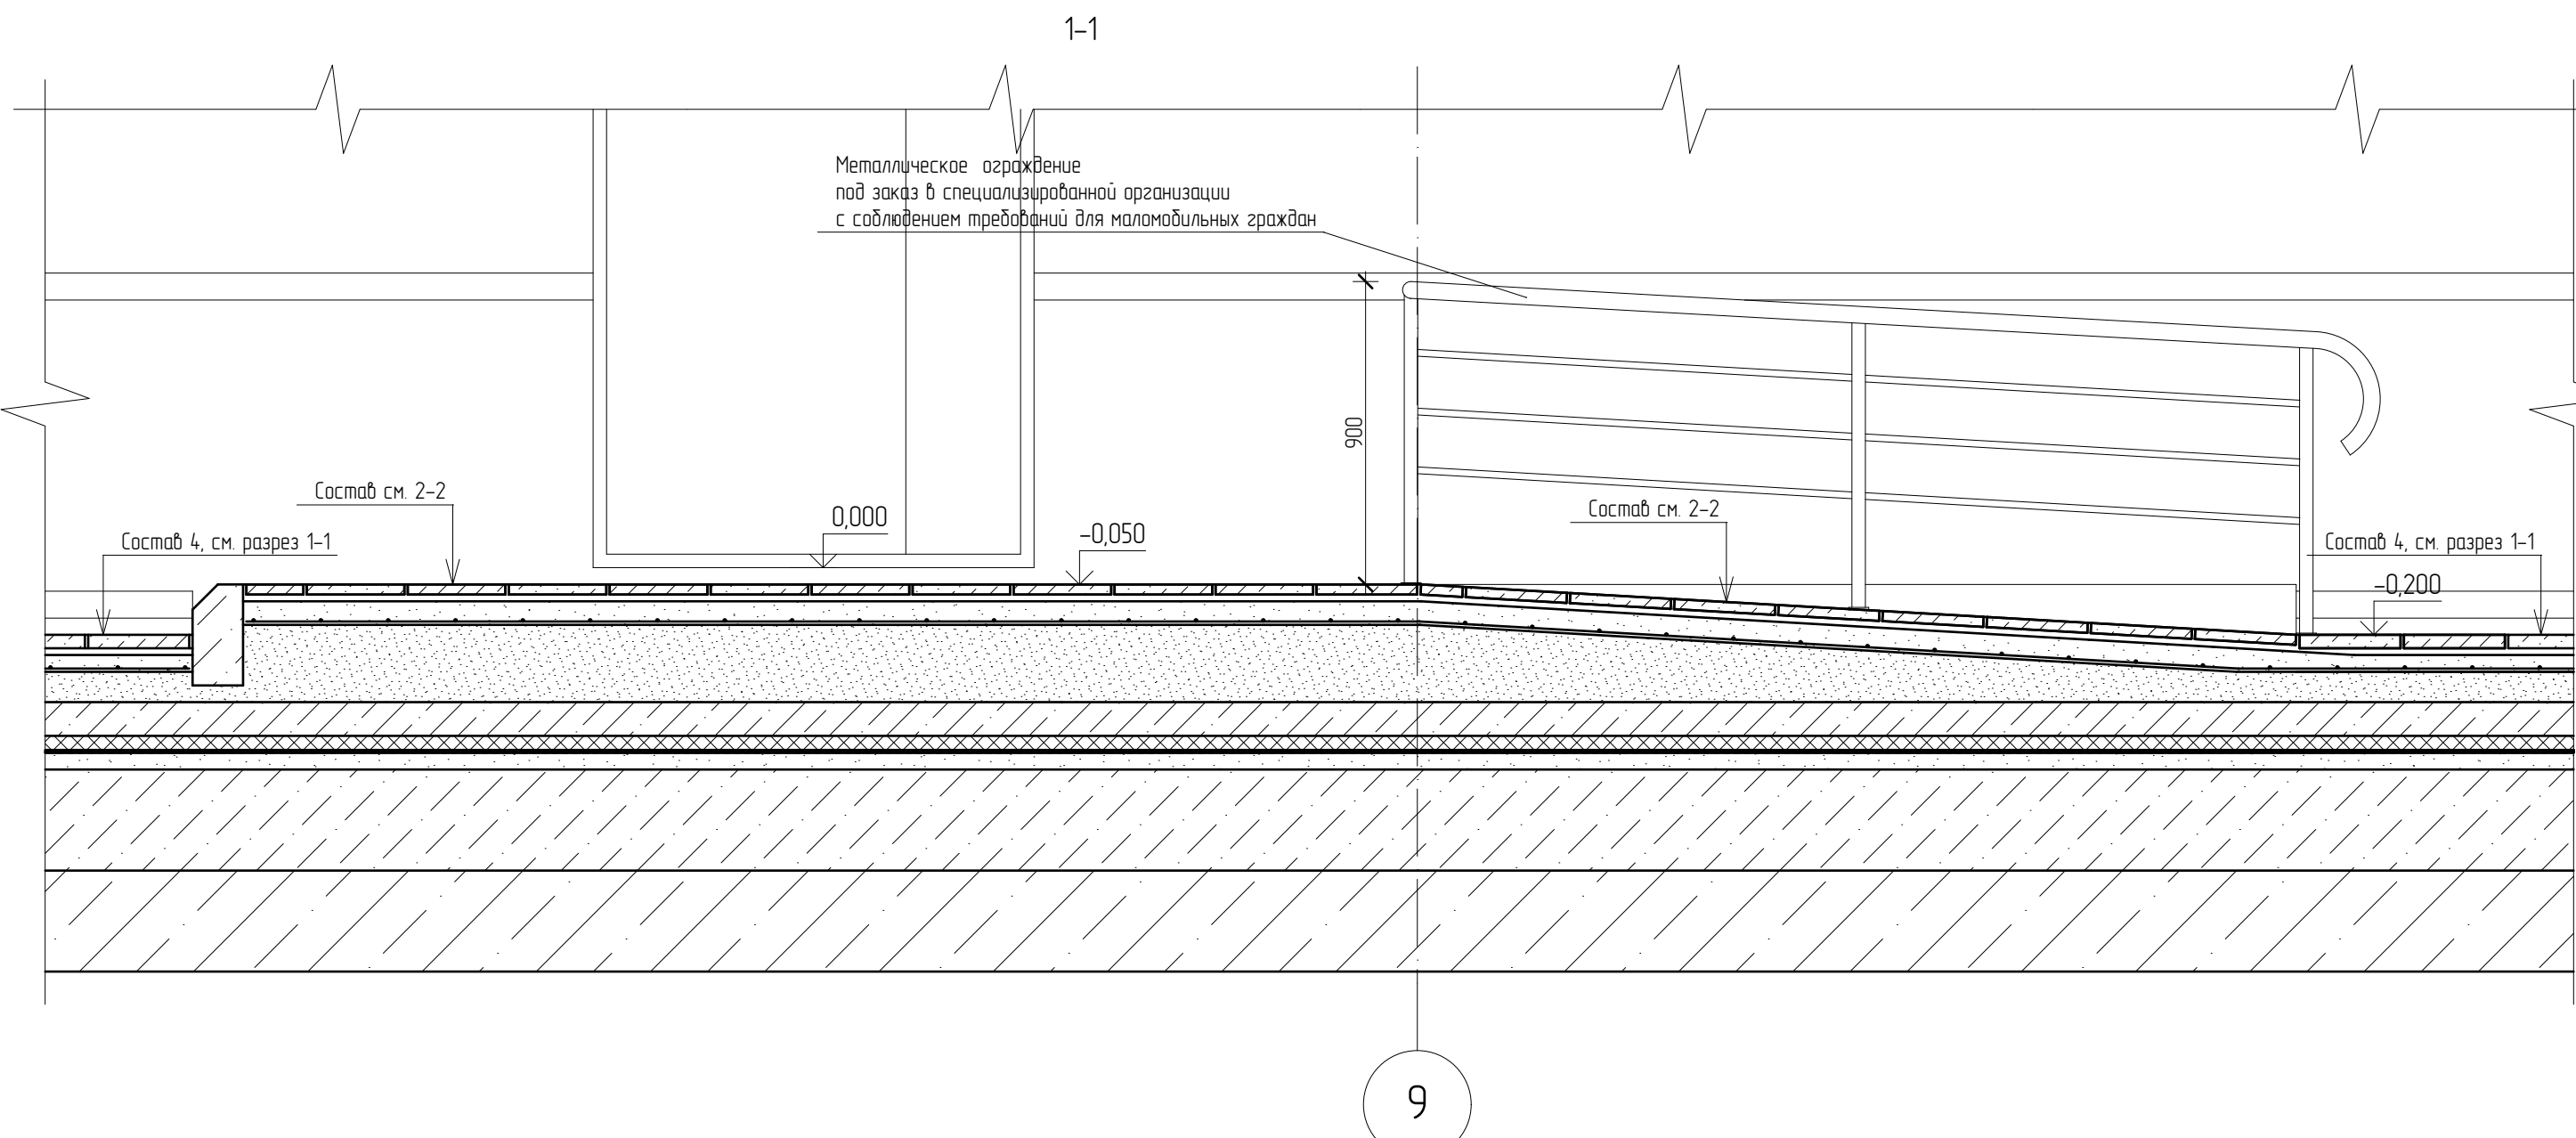 1-1
Металлическое ограждение
под заказ в специализированной организации
с соблюдением требований для маломобильных граждан
900
Состав см. 2-2
Состав 4, см. разрез 1-1
0,000
-0,050
Состав см. 2-2
Состав 4, см. разрез 1-1
-0,200
9